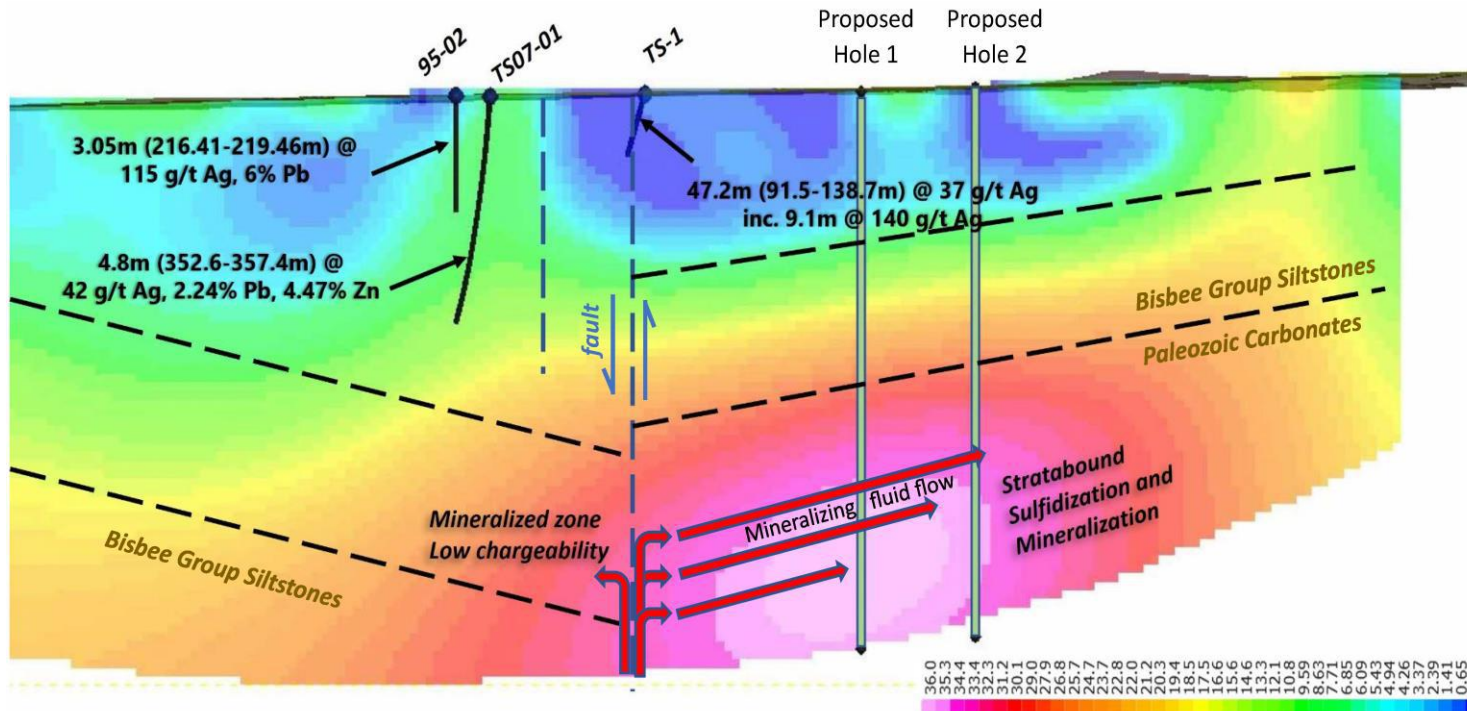 95-02
TS07-01
TS-1
Proposed
Hole 1
Proposed
Hole 2
3.05m (216.41-219.46m) @
115 g/t Ag, 6% Pb
47.2m (91.5-138.7m) @ 37 g/t Ag
inc. 9.1m @ 140 g/t Ag
4.8m (352.6-357.4m) @
42 g/t Ag, 2.24% Pb, 4.47% Zn
fault
Bisbee Group Siltstones
Paleozoic Carbonates
Mineralized zone
Low chargeability
Mineralizing fluid flow
Stratabound
Sulfidization and
Mineralization
Bisbee Group Siltstones
36.0
35.3
34.4
33.4
32.3
31.2
30.1
29.0
27.9
26.8
25.7
24.7
23.7
22.8
22.0
21.2
20.3
19.4
18.5
17.5
16.6
15.6
14.6
13.3
12.1
10.8
9.59
8.63
7.71
6.85
6.09
5.43
4.94
4.26
3.37
2.39
1.41
0.65